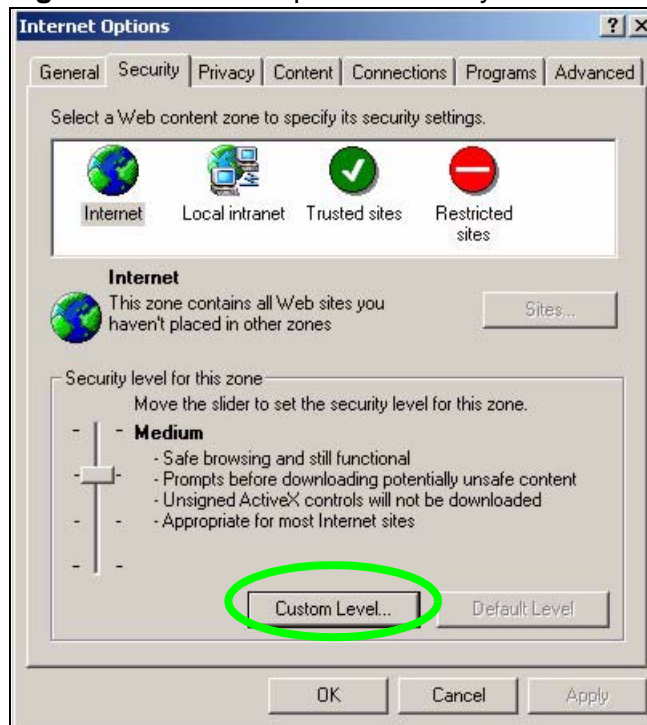 Internet Options
General Security Privacy Content Connections Programs Advanced
Select a Web content zone to specify its security settings.
Internet Local intranet Trusted sites Restricted sites
Internet
This zone contains all Web sites you
haven't placed in other zones
Sites...
Security level for this zone
Move the slider to set the security level for this zone.
Medium
- Safe browsing and still functional
- Prompts before downloading potentially unsafe content
- Unsigned ActiveX controls will not be downloaded
- Appropriate for most Internet sites
Custom Level... Default Level
OK Cancel Apply